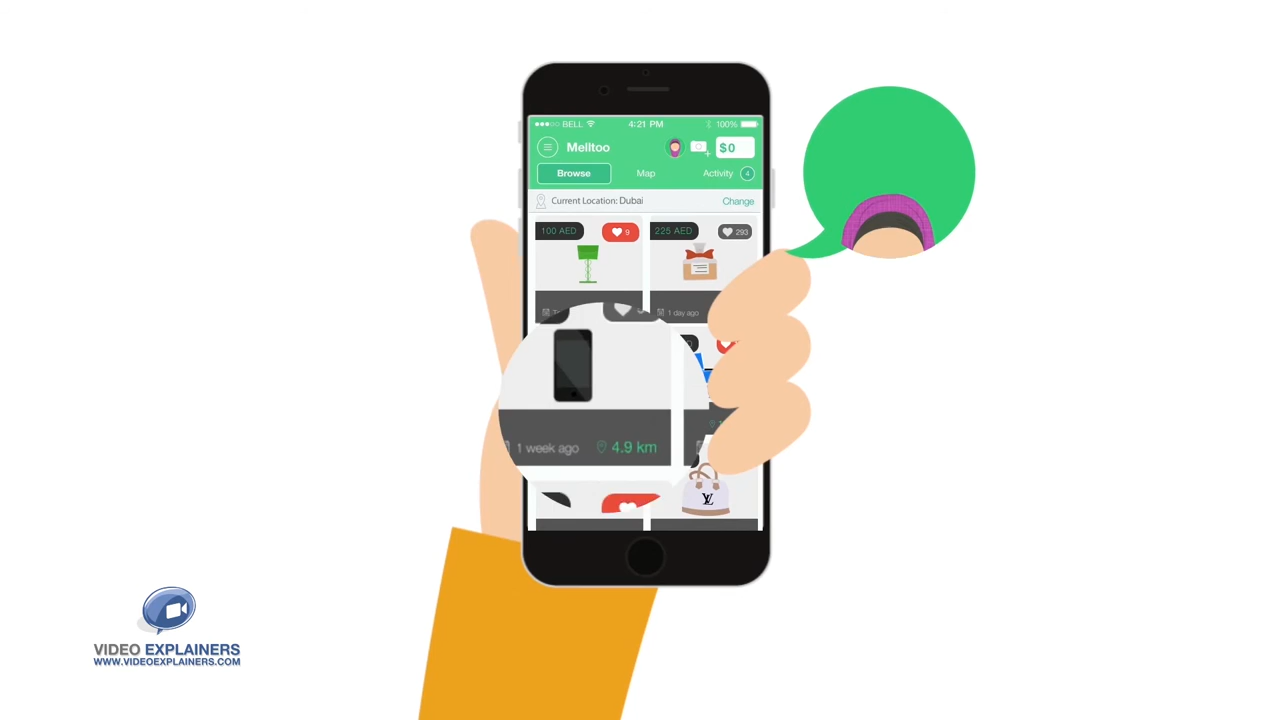 BELL 4:21 PM 100%
Melltoo $0
Browse Map Activity 4
Current Location: Dubai Change
100 AED 9 225 AED 293
1 day ago
1 week ago 4.9 km
LV
VIDEO EXPLAINERS
WWW.VIDEOEXPLAINERS.COM